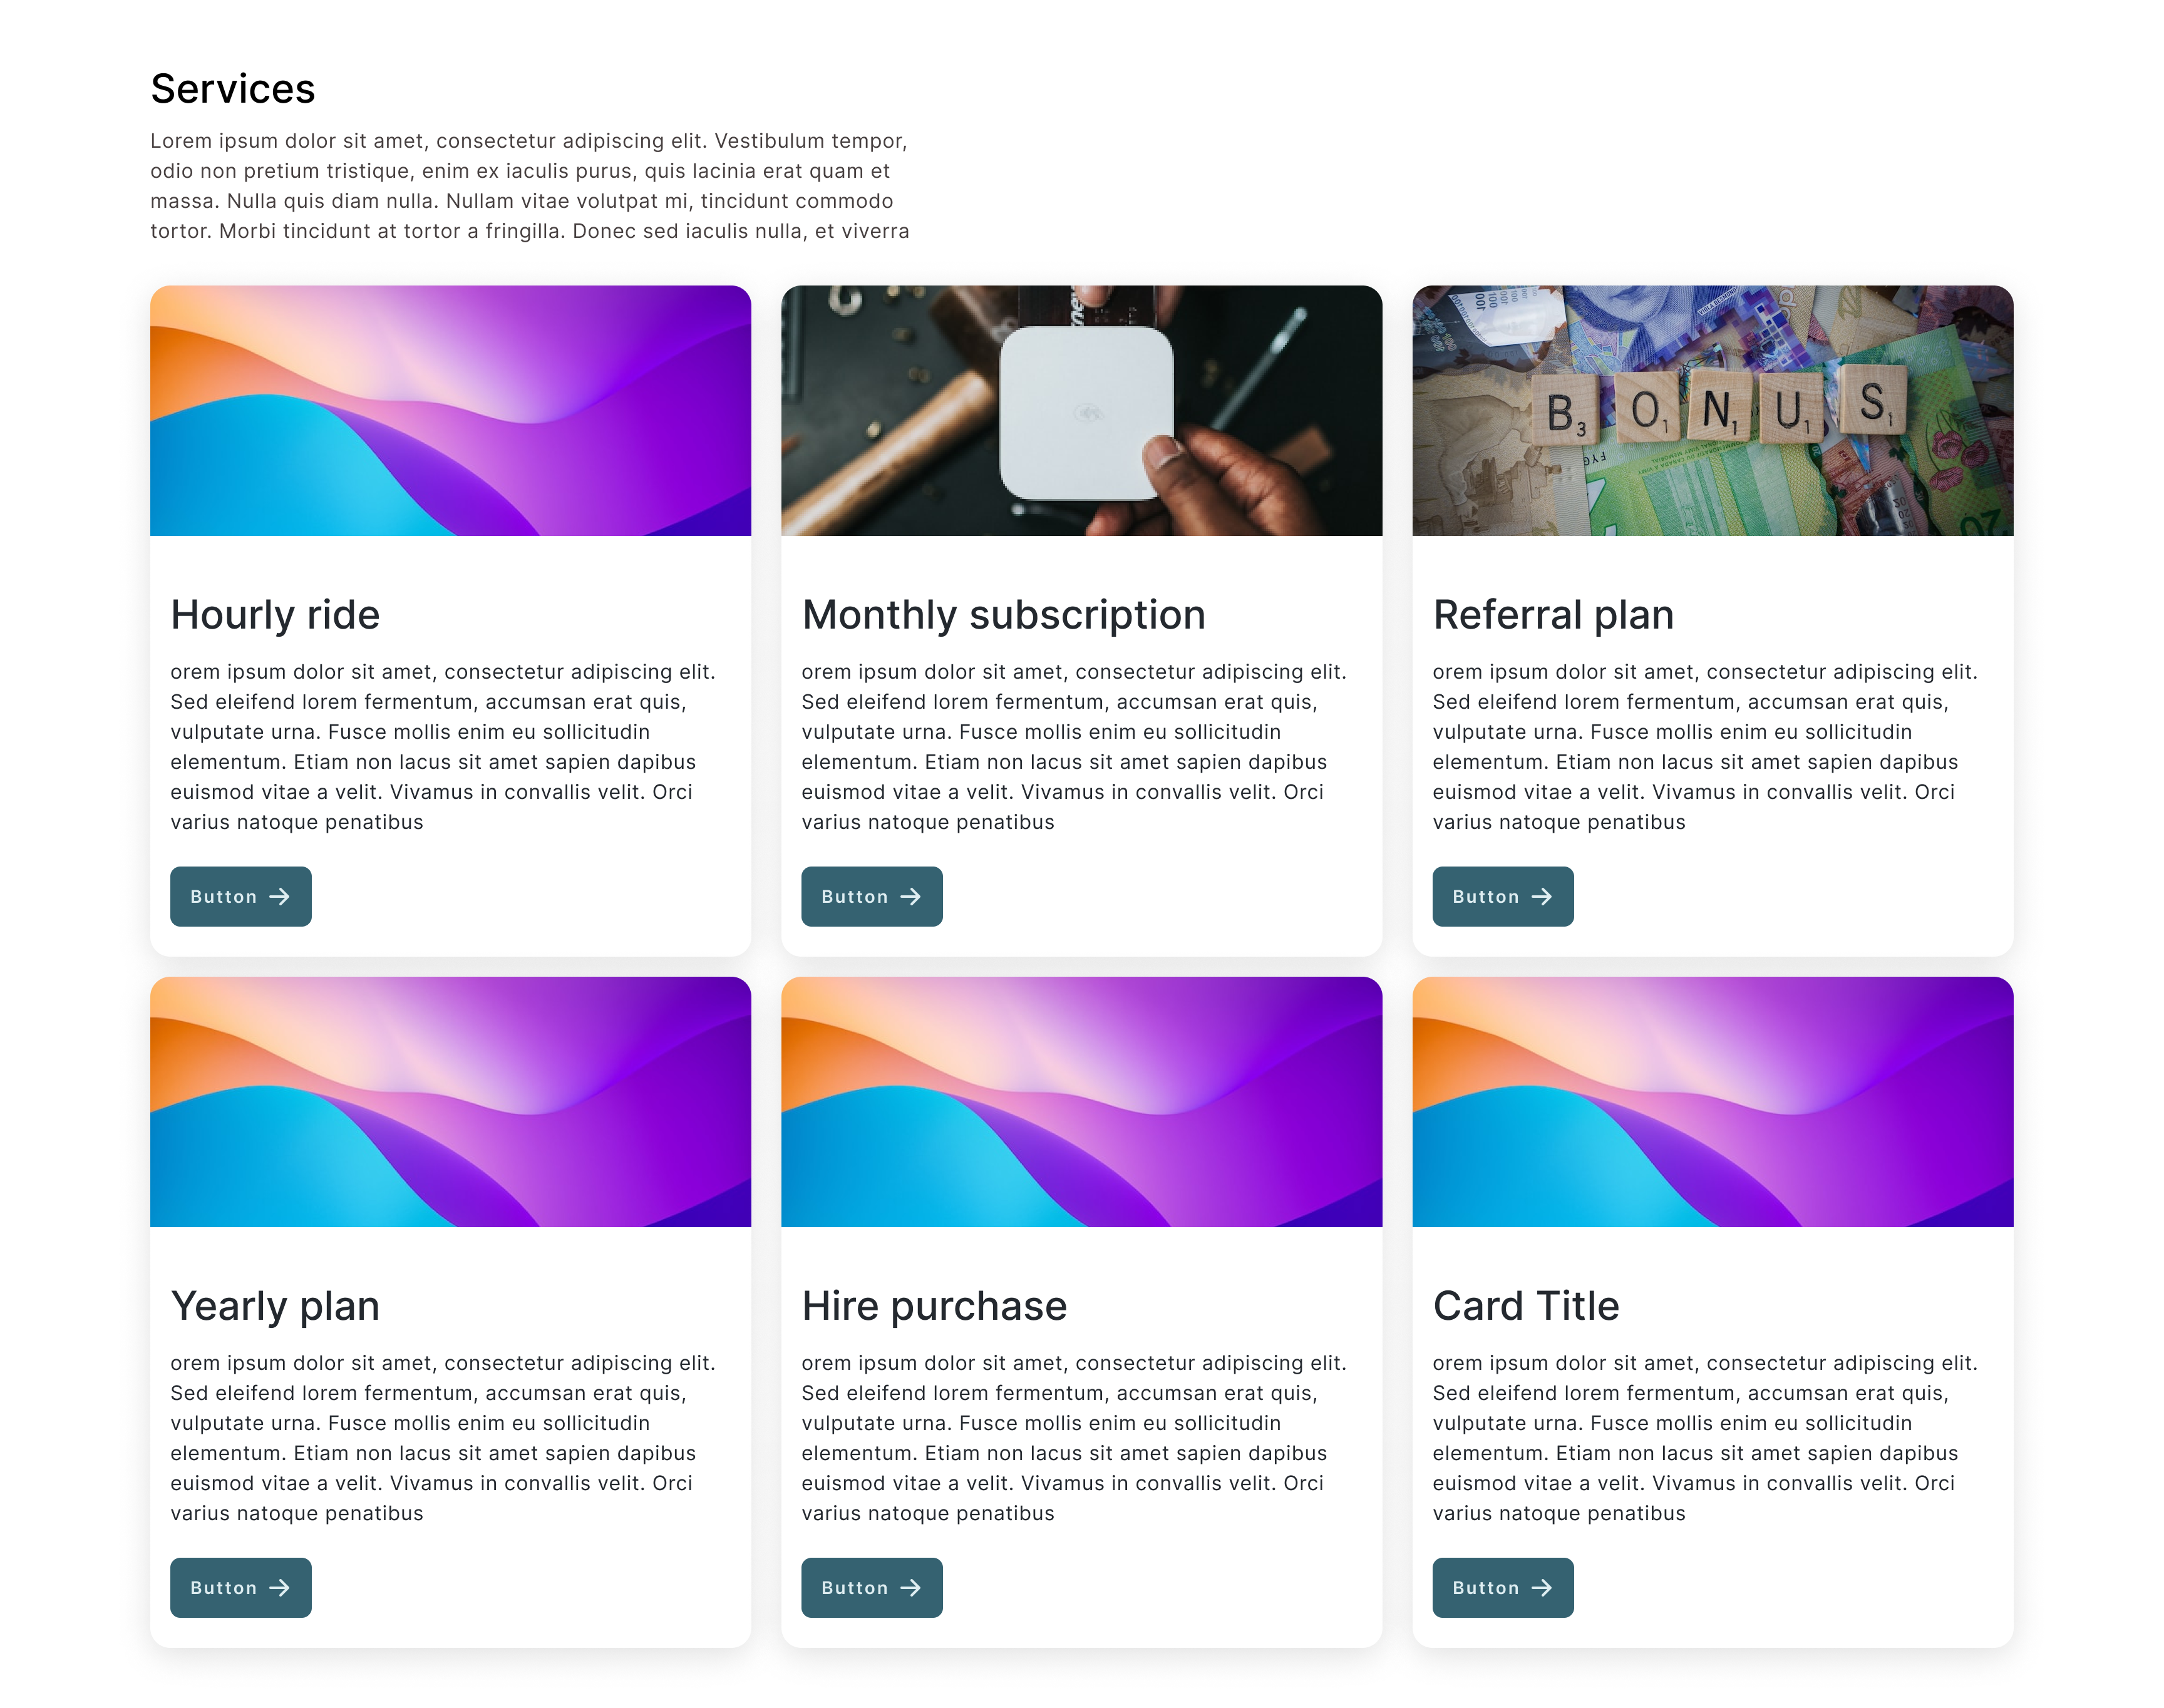 Services
Lorem ipsum dolor sit amet, consectetur adipiscing elit. Vestibulum tempor,
odio non pretium tristique, enim ex iaculis purus, quis lacinia erat quam et
massa. Nulla quis diam nulla. Nullam vitae volutpat mi, tincidunt commodo
tortor. Morbi tincidunt at tortor a fringilla. Donec sed iaculis nulla, et viverra
B3 O1 N1 U1 S1
Hourly ride
orem ipsum dolor sit amet, consectetur adipiscing elit.
Sed eleifend lorem fermentum, accumsan erat quis,
vulputate urna. Fusce mollis enim eu sollicitudin
elementum. Etiam non lacus sit amet sapien dapibus
euismod vitae a velit. Vivamus in convallis velit. Orci
varius natoque penatibus
Button
Monthly subscription
orem ipsum dolor sit amet, consectetur adipiscing elit.
Sed eleifend lorem fermentum, accumsan erat quis,
vulputate urna. Fusce mollis enim eu sollicitudin
elementum. Etiam non lacus sit amet sapien dapibus
euismod vitae a velit. Vivamus in convallis velit. Orci
varius natoque penatibus
Button
Referral plan
orem ipsum dolor sit amet, consectetur adipiscing elit.
Sed eleifend lorem fermentum, accumsan erat quis,
vulputate urna. Fusce mollis enim eu sollicitudin
elementum. Etiam non lacus sit amet sapien dapibus
euismod vitae a velit. Vivamus in convallis velit. Orci
varius natoque penatibus
Button
Yearly plan
orem ipsum dolor sit amet, consectetur adipiscing elit.
Sed eleifend lorem fermentum, accumsan erat quis,
vulputate urna. Fusce mollis enim eu sollicitudin
elementum. Etiam non lacus sit amet sapien dapibus
euismod vitae a velit. Vivamus in convallis velit. Orci
varius natoque penatibus
Button
Hire purchase
orem ipsum dolor sit amet, consectetur adipiscing elit.
Sed eleifend lorem fermentum, accumsan erat quis,
vulputate urna. Fusce mollis enim eu sollicitudin
elementum. Etiam non lacus sit amet sapien dapibus
euismod vitae a velit. Vivamus in convallis velit. Orci
varius natoque penatibus
Button
Card Title
orem ipsum dolor sit amet, consectetur adipiscing elit.
Sed eleifend lorem fermentum, accumsan erat quis,
vulputate urna. Fusce mollis enim eu sollicitudin
elementum. Etiam non lacus sit amet sapien dapibus
euismod vitae a velit. Vivamus in convallis velit. Orci
varius natoque penatibus
Button